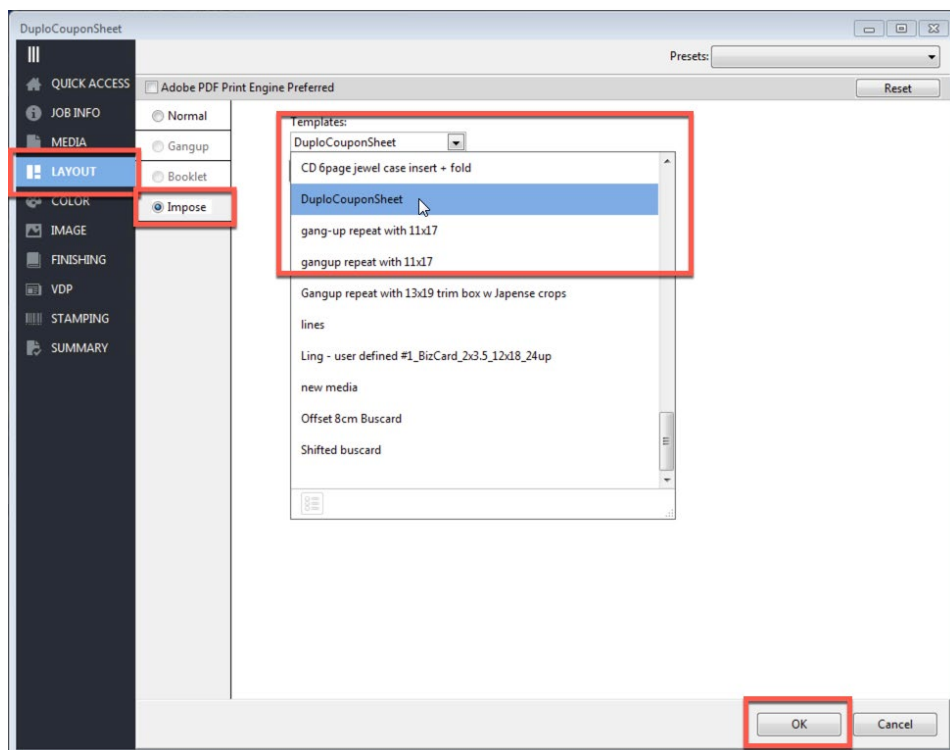 DuploCouponSheet
Presets:
QUICK ACCESS
Adobe PDF Print Engine Preferred
Reset
JOB INFO
MEDIA
LAYOUT
COLOR
IMAGE
FINISHING
VDP
STAMPING
SUMMARY
Normal
Gangup
Booklet
Impose
Templates:
DuploCouponSheet
CD 6page jewel case insert + fold
DuploCouponSheet
gang-up repeat with 11x17
gangup repeat with 11x17
Gangup repeat with 13x19 trim box w Japense crops
lines
Ling - user defined #1_BizCard_2x3.5_12x18_24up
new media
Offset 8cm Buscard
Shifted buscard
OK
Cancel